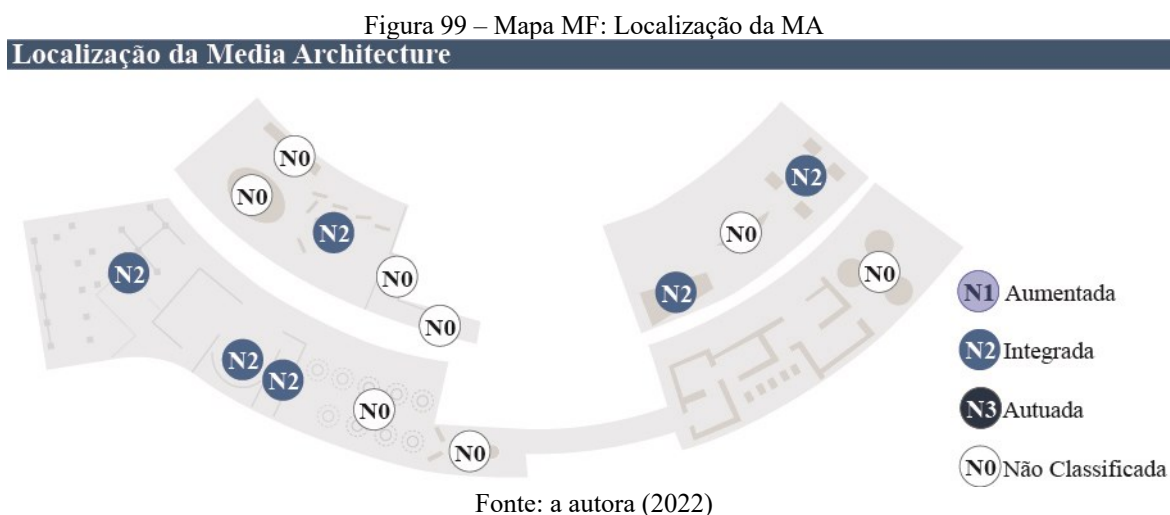 Figura 99 – Mapa MF: Localização da MA
Localização da Media Architecture
N0
N0
N2
N2
N2
N0
N0
N0
N2
N2
N1 Aumentada
N0
N2 Integrada
N2
N2
N0
N3 Autuada
N0
N0 Não Classificada
Fonte: a autora (2022)